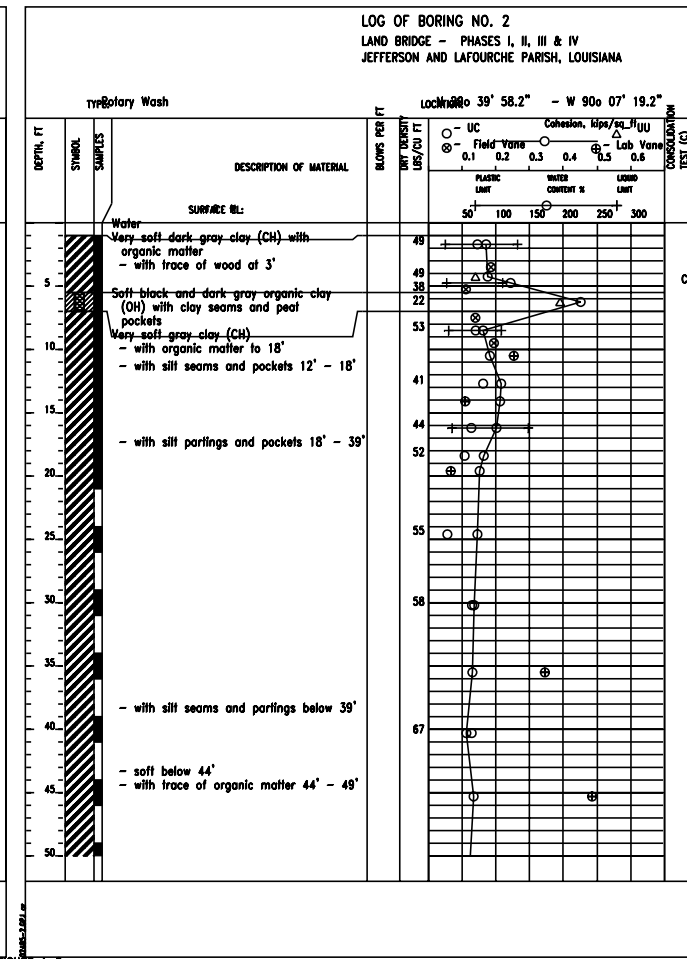 LOG OF BORING NO. 2
LAND BRIDGE - PHASES I, II, III & IV
JEFFERSON AND LAFOURCHE PARISH, LOUISIANA
TYPE: Rotary Wash
LOCATION: 39' 58.2" - W 90o 07' 19.2"
DEPTH, FT
SYMBOL
SAMPLES
DESCRIPTION OF MATERIAL
SURFACE EL:
BLOWS PER FT
DRY DENSITY LBS/CU FT
Cohesion, kips/sq ft
- UC
- UU
- Field Vane
- Lab Vane
0.1 0.2 0.3 0.4 0.5 0.6
PLASTIC LIMIT
WATER CONTENT %
LIQUID LIMIT
50 100 150 200 250 300
CONSOLIDATION TEST (C)
Water
Very soft dark gray clay (CH) with
organic matter
- with trace of wood at 3'
Soft black and dark gray organic clay
(OH) with clay seams and peat
pockets
Very soft gray clay (CH)
- with organic matter to 18'
- with silt seams and pockets 12' - 18'
- with silt partings and pockets 18' - 39'
- with silt seams and partings below 39'
- soft below 44'
- with trace of organic matter 44' - 49'
5
10
15
20
25
30
35
40
45
50
49
49
38
22
53
41
44
52
55
58
67
C